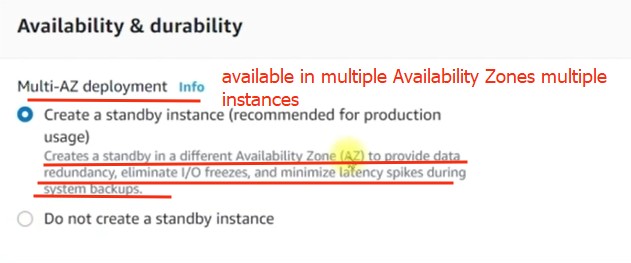 Availability & durability
Multi-AZ deployment Info
available in multiple Availability Zones multiple
instances
Create a standby instance (recommended for production
usage)
Creates a standby in a different Availability Zone (AZ) to provide data
redundancy, eliminate I/O freezes, and minimize latency spikes during
system backups.
Do not create a standby instance